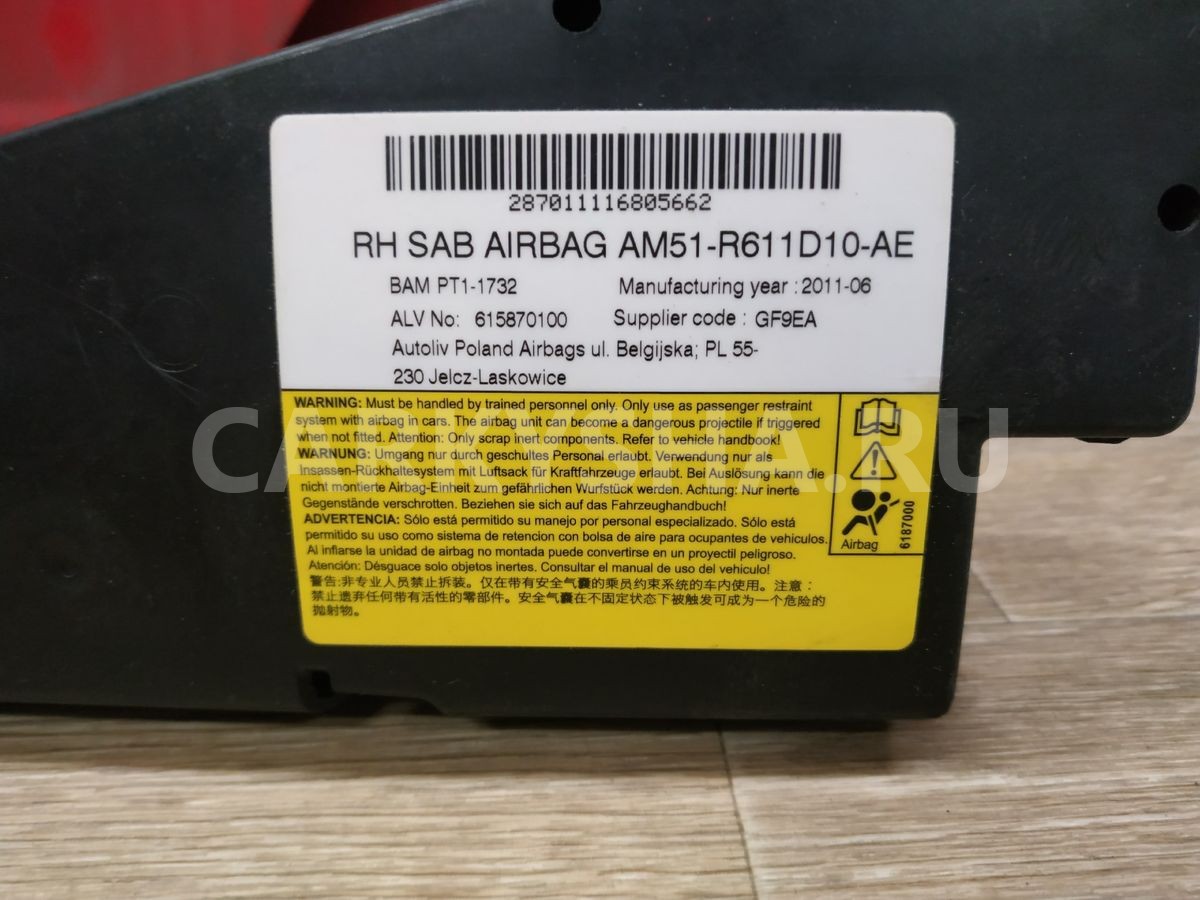 287011116805662
RH SAB AIRBAG AM51-R611D10-AE
BAM PT1-1732 Manufacturing year : 2011-06
ALV No: 615870100 Supplier code : GF9EA
Autoliv Poland Airbags ul. Belgijska; PL 55-
230 Jelcz-Laskowice
WARNING: Must be handled by trained personnel only. Only use as passenger restraint
system with airbag in cars. The airbag unit can become a dangerous projectile if triggered
when not fitted. Attention: Only scrap inert components. Refer to vehicle handbook!
WARNUNG: Umgang nur durch geschultes Personal erlaubt. Verwendung nur als
Insassen-Rückhaltesystem mit Luftsack für Kraftfahrzeuge erlaubt. Bei Auslösung kann die
nicht montierte Airbag-Einheit zum gefährlichen Wurfstück werden. Achtung: Nur inerte
Gegenstände verschrotten. Beziehen sie sich auf das Fahrzeughandbuch!
ADVERTENCIA: Sólo está permitido su manejo por personal especializado. Sólo está
permitido su uso como sistema de retencion con bolsa de aire para ocupantes de vehículos.
Al inflarse la unidad de airbag no montada puede convertirse en un proyectil peligroso.
Atención: Désguace solo objetos inertes. Consultar el manual de uso del vehiculo!
警告:非专业人员禁止拆装。仅在带有安全气囊的乘员约束系统的车内使用。注意:
禁止遗弃任何带有活性的零部件。安全气囊在不固定状态下被触发可成为一个危险的
抛射物。
Airbag
6187000